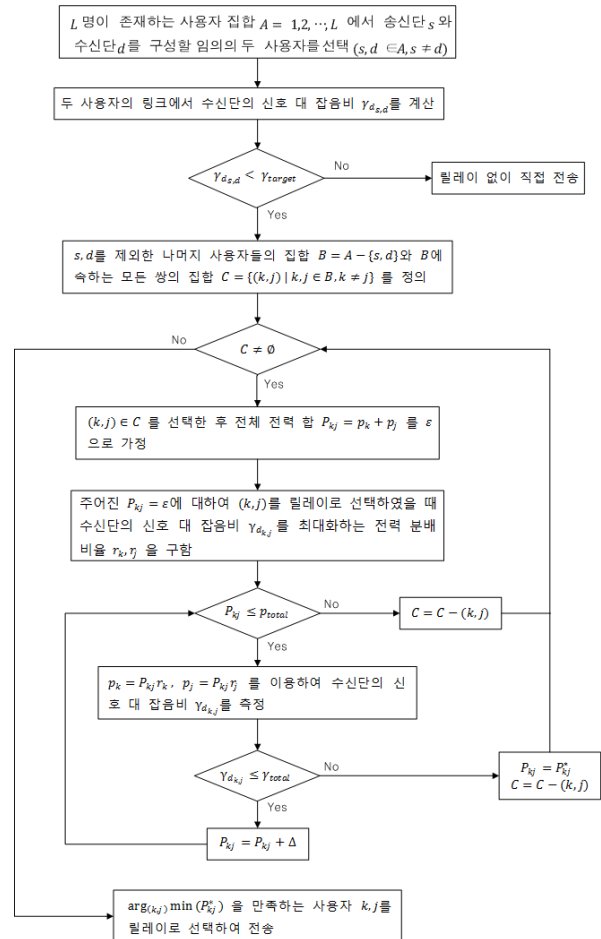 L 명이 존재하는 사용자 집합 A = 1,2,⋯,L 에서 송신단 s 와
수신단 d 를 구성할 임의의 두 사용자를 선택 (s,d ∈A,s ≠ d)
두 사용자의 링크에서 수신단의 신호 대 잡음비 γ_{d_{s,d}}를 계산
γ_{d_{s,d}} < γ_{target}
No
릴레이 없이 직접 전송
Yes
s,d를 제외한 나머지 사용자들의 집합 B = A − {s,d}와 B에
속하는 모든 쌍의 집합 C = {(k,j) | k,j ∈ B,k ≠ j} 를 정의
No
C ≠ ∅
Yes
(k,j) ∈ C 를 선택한 후 전체 전력 합 P_{kj} = p_k + p_j 를 ε
으로 가정
주어진 P_{kj} = ε에 대하여 (k,j)를 릴레이로 선택하였을 때
수신단의 신호 대 잡음비 γ_{d_{k,j}}를 최대화하는 전력 분배
비율 r_k,r_j 을 구함
P_{kj} ≤ p_{total}
No
C = C − (k,j)
Yes
p_k = P_{kj}r_k , p_j = P_{kj}r_j 를 이용하여 수신단의 신
호 대 잡음비 γ_{d_{k,j}}를 측정
γ_{d_{k,j}} ≤ γ_{total}
No
P_{kj} = P_{kj}^*
C = C − (k,j)
Yes
P_{kj} = P_{kj} + Δ
arg_{(k,j)} min (P_{kj}^*) 을 만족하는 사용자 k,j를
릴레이로 선택하여 전송